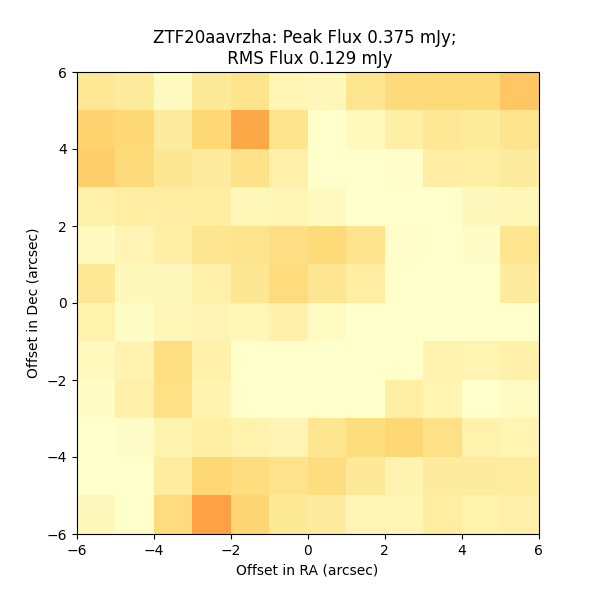 ZTF20aavrzha: Peak Flux 0.375 mJy;
RMS Flux 0.129 mJy
6
4
2
0
−2
−4
−6
Offset in Dec (arcsec)
−6 −4 −2 0 2 4 6
Offset in RA (arcsec)